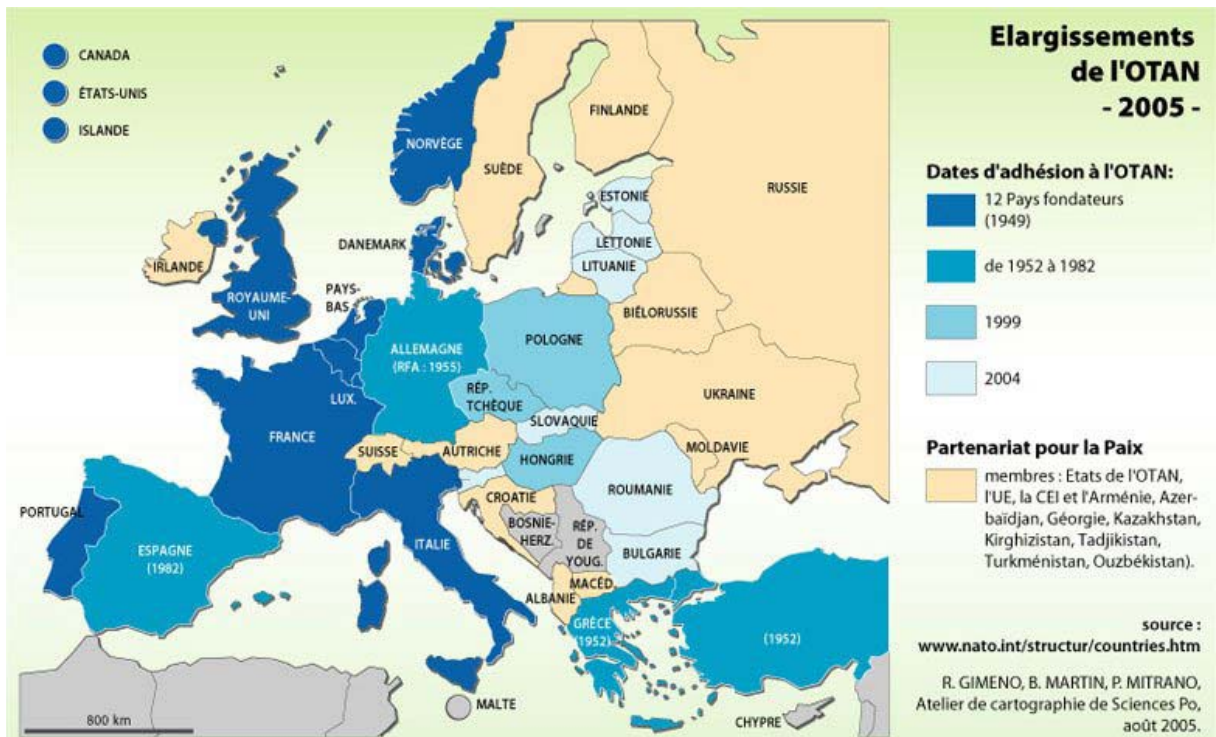 Elargissements
de l'OTAN
- 2005 -
CANADA
ÉTATS-UNIS
ISLANDE
NORVÈGE
SUÈDE
FINLANDE
RUSSIE
ESTONIE
LETTONIE
LITUANIE
DANEMARK
IRLANDE
ROYAUME-
UNI
PAYS-
BAS
BIÉLORUSSIE
POLOGNE
ALLEMAGNE
(RFA : 1955)
LUX.
RÉP.
TCHÈQUE
UKRAINE
SLOVAQUIE
FRANCE
SUISSE
AUTRICHE
HONGRIE
MOLDAVIE
ROUMANIE
CROATIE
BOSNIE-
HERZ.
RÉP.
DE
YOUG.
PORTUGAL
ESPAGNE
(1982)
ITALIE
BULGARIE
MACÉD.
ALBANIE
GRÈCE
(1952)
(1952)
MALTE
CHYPRE
800 km
Dates d'adhésion à l'OTAN:
12 Pays fondateurs
(1949)
de 1952 à 1982
1999
2004
Partenariat pour la Paix
membres : Etats de l'OTAN,
l'UE, la CEI et l'Arménie, Azer-
baïdjan, Géorgie, Kazakhstan,
Kirghizistan, Tadjikistan,
Turkménistan, Ouzbékistan).
source :
www.nato.int/structur/countries.htm
R. GIMENO, B. MARTIN, P. MITRANO,
Atelier de cartographie de Sciences Po,
août 2005.